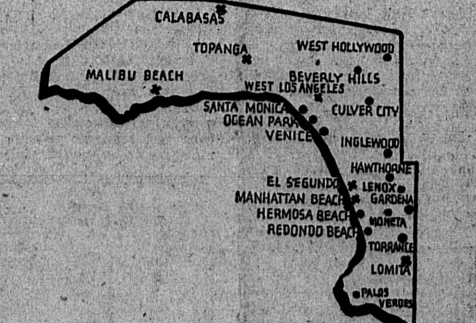 CALABASAS
TOPANGA
WEST HOLLYWOOD
MALIBU BEACH
BEVERLY HILLS
WEST LOS ANGELES
SANTA MONICA
CULVER CITY
OCEAN PARK
VENICE
INGLEWOOD
HAWTHORNE
EL SEGUNDO
LENOX
MANHATTAN BEACH
GARDENA
HERMOSA BEACH
MONETA
REDONDO BEACH
TORRANCE
LOMITA
PALOS
VERDES